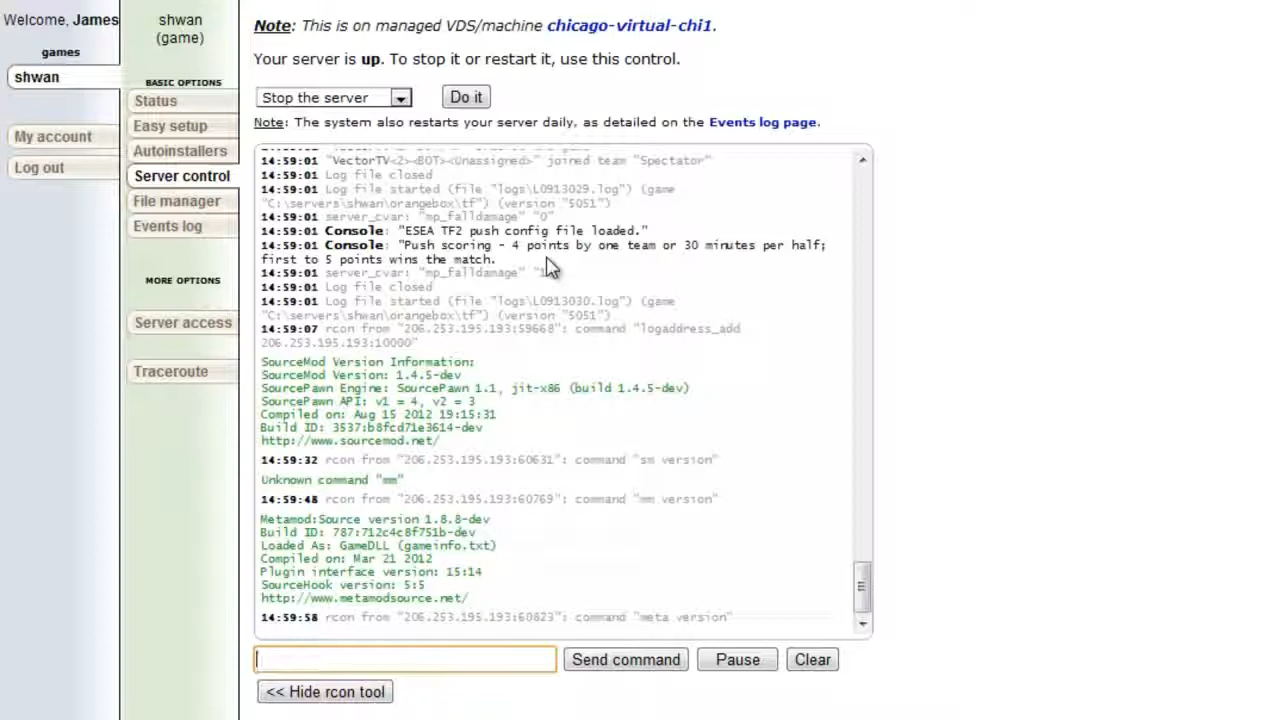 Welcome, James
games
shwan
My account
Log out
shwan
(game)
BASIC OPTIONS
Status
Easy setup
Autoinstallers
Server control
File manager
Events log
MORE OPTIONS
Server access
Traceroute
Note: This is on managed VDS/machine chicago-virtual-chi1.
Your server is up. To stop it or restart it, use this control.
Stop the server
Do it
Note: The system also restarts your server daily, as detailed on the Events log page.
14:59:01 "VectorTV<2><BOT><Unassigned>" joined team "Spectator"
14:59:01 Log file closed
14:59:01 Log file started (file "logs\L0913029.log") (game
"C:\servers\shwan\orangebox\tf") (version "5051")
14:59:01 server_cvar: "mp_falldamage" "0"
14:59:01 Console: "ESEA TF2 push config file loaded."
14:59:01 Console: "Push scoring - 4 points by one team or 30 minutes per half;
first to 5 points wins the match.
14:59:01 server_cvar: "mp_falldamage" "1
14:59:01 Log file closed
14:59:01 Log file started (file "logs\L0913030.log") (game
"C:\servers\shwan\orangebox\tf") (version "5051")
14:59:07 rcon from "206.253.195.193:59668": command "logaddress_add
206.253.195.193:10000"
SourceMod Version Information:
SourceMod Version: 1.4.5-dev
SourcePawn Engine: SourcePawn 1.1, jit-x86 (build 1.4.5-dev)
SourcePawn API: v1 = 4, v2 = 3
Compiled on: Aug 15 2012 19:15:31
Build ID: 3537:b8fcd71e3614-dev
http://www.sourcemod.net/
14:59:32 rcon from "206.253.195.193:60631": command "sm version"
Unknown command "mm"
14:59:48 rcon from "206.253.195.193:60769": command "mm version"
Metamod:Source version 1.8.8-dev
Build ID: 787:712c4c8f751b-dev
Loaded As: GameDLL (gameinfo.txt)
Compiled on: Mar 21 2012
Plugin interface version: 15:14
SourceHook version: 5:5
http://www.metamodsource.net/
14:59:58 rcon from "206.253.195.193:60823": command "meta version"
Send command
Pause
Clear
<< Hide rcon tool